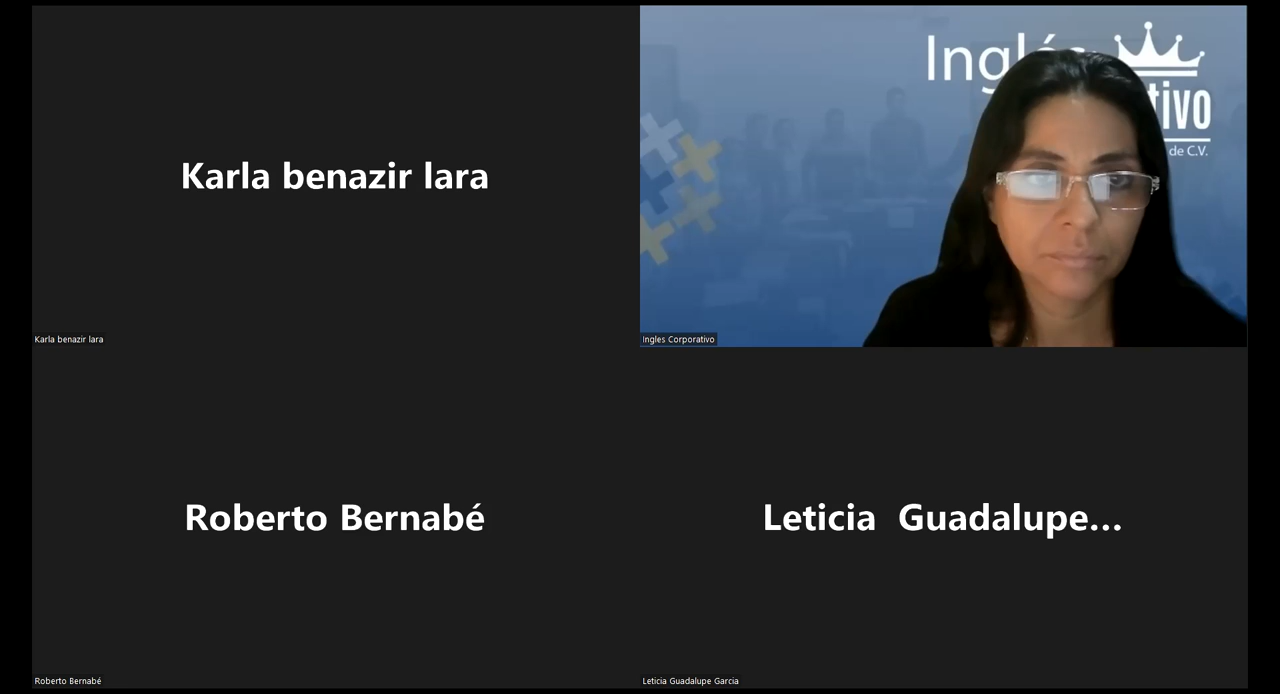 Karla benazir lara
Karla benazir lara
Inglés
tivo
de C.V.
Ingles Corporativo
Roberto Bernabé
Roberto Bernabé
Leticia Guadalupe...
Leticia Guadalupe Garcia